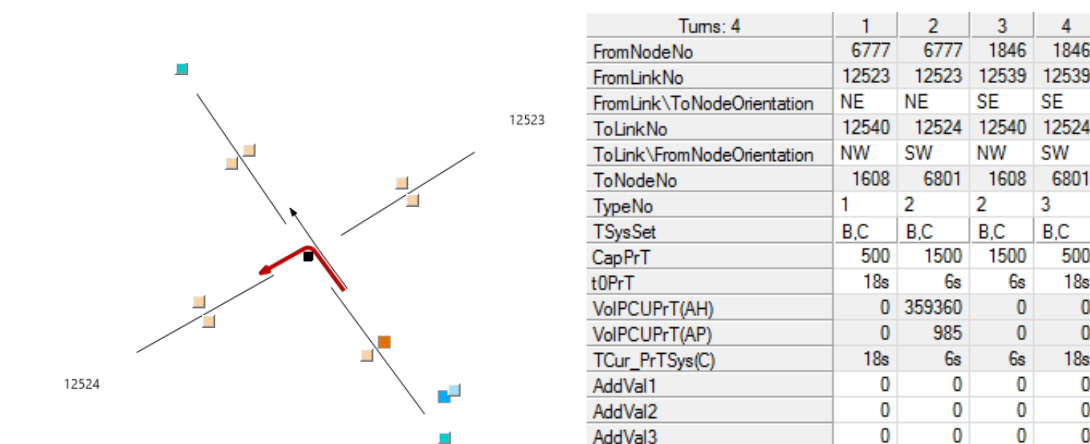 12523
12524
Turns: 4 1 2 3 4
FromNodeNo 6777 6777 1846 1846
FromLinkNo 12523 12523 12539 12539
FromLink\ToNodeOrientation NE NE SE SE
ToLinkNo 12540 12524 12540 12524
ToLink\FromNodeOrientation NW SW NW SW
ToNodeNo 1608 6801 1608 6801
TypeNo 1 2 2 3
TSysSet B,C B,C B,C B,C
CapPrT 500 1500 1500 500
t0PrT 18s 6s 6s 18s
VolPCUPrT(AH) 0 359360 0 0
VolPCUPrT(AP) 0 985 0 0
TCur_PrTSys(C) 18s 6s 6s 18s
AddVal1 0 0 0 0
AddVal2 0 0 0 0
AddVal3 0 0 0 0